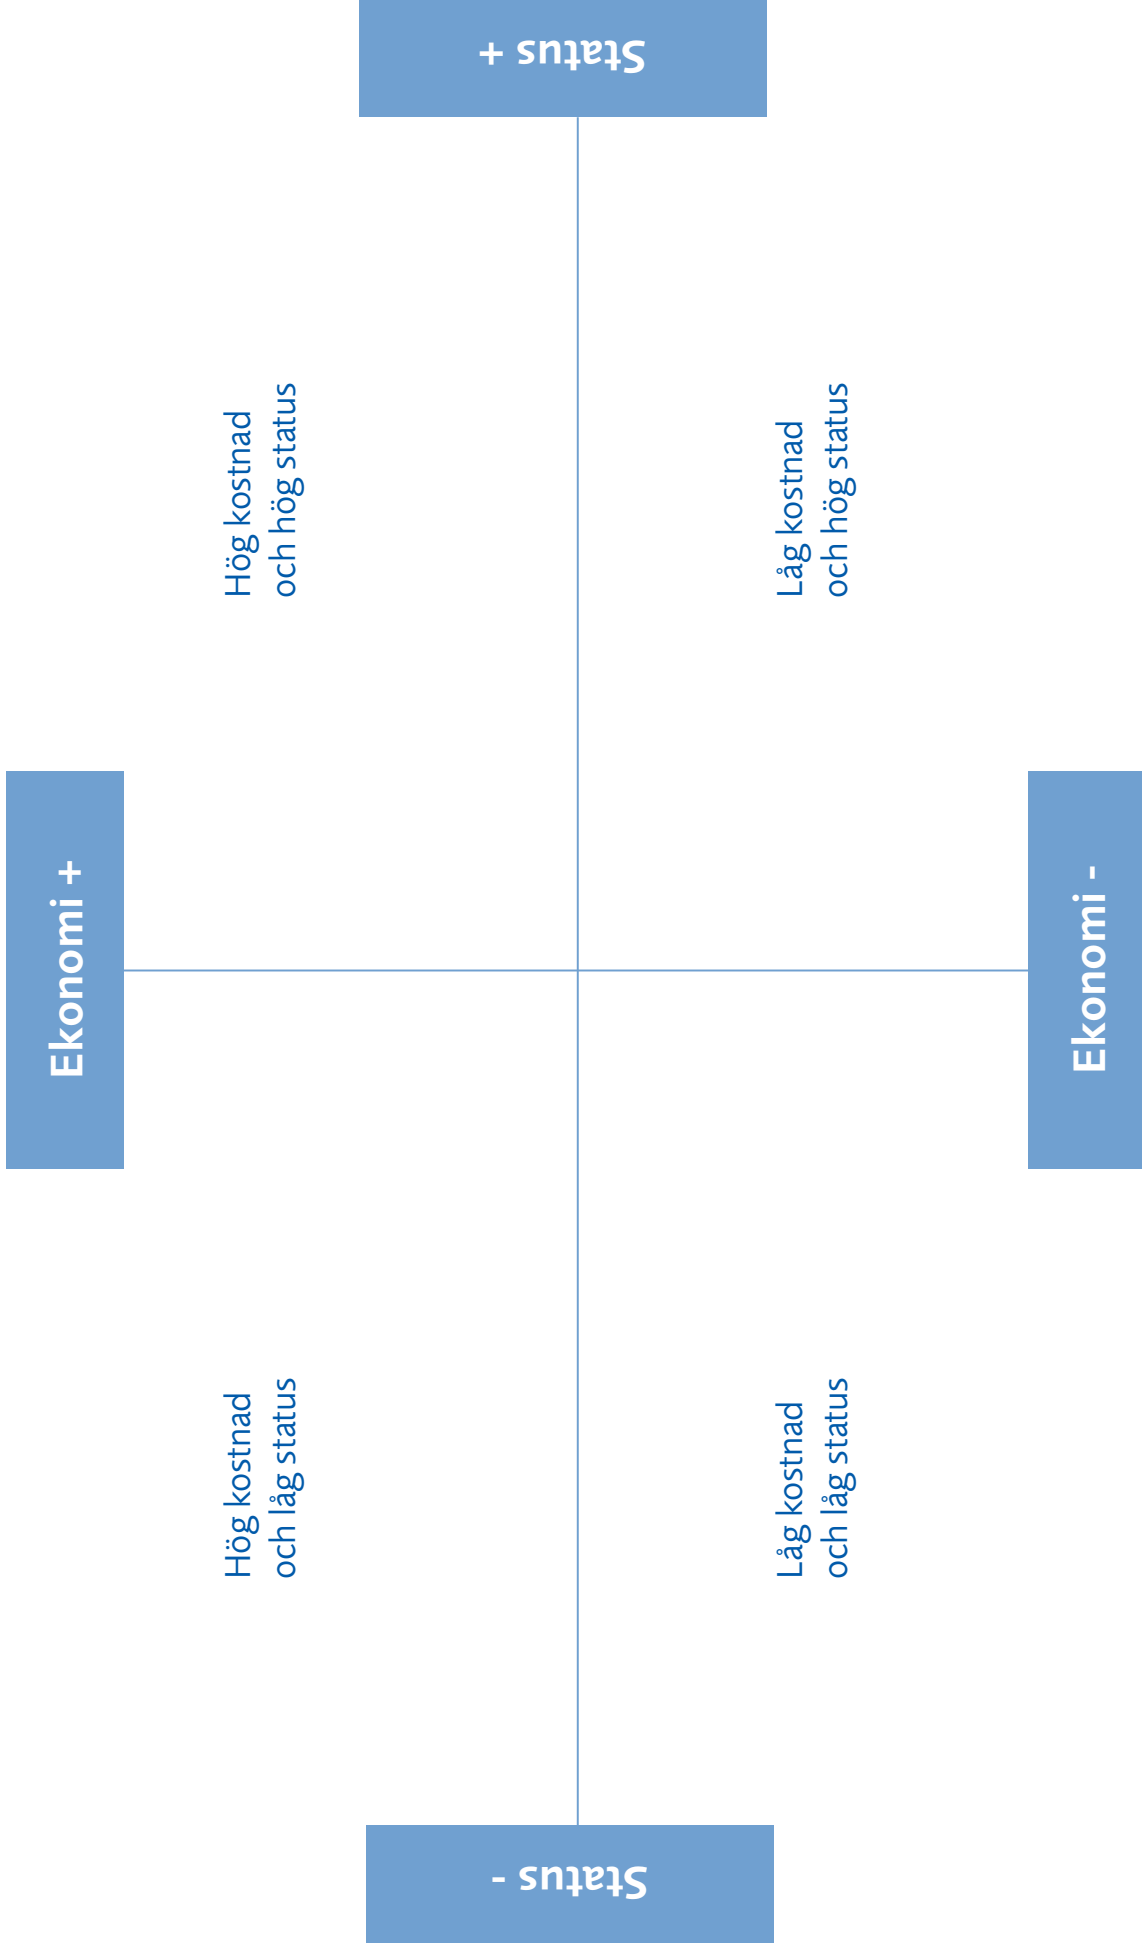 Ekonomi +
Hög kostnad
och låg status
Hög kostnad
och hög status
Status -
Status +
Låg kostnad
och låg status
Låg kostnad
och hög status
Ekonomi -